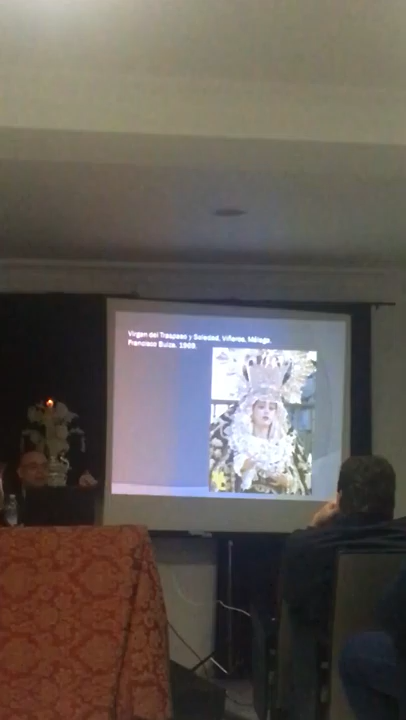 Virgen del Traspaso y Soledad, Viñeros, Málaga.
Francisco Buiza, 1969.